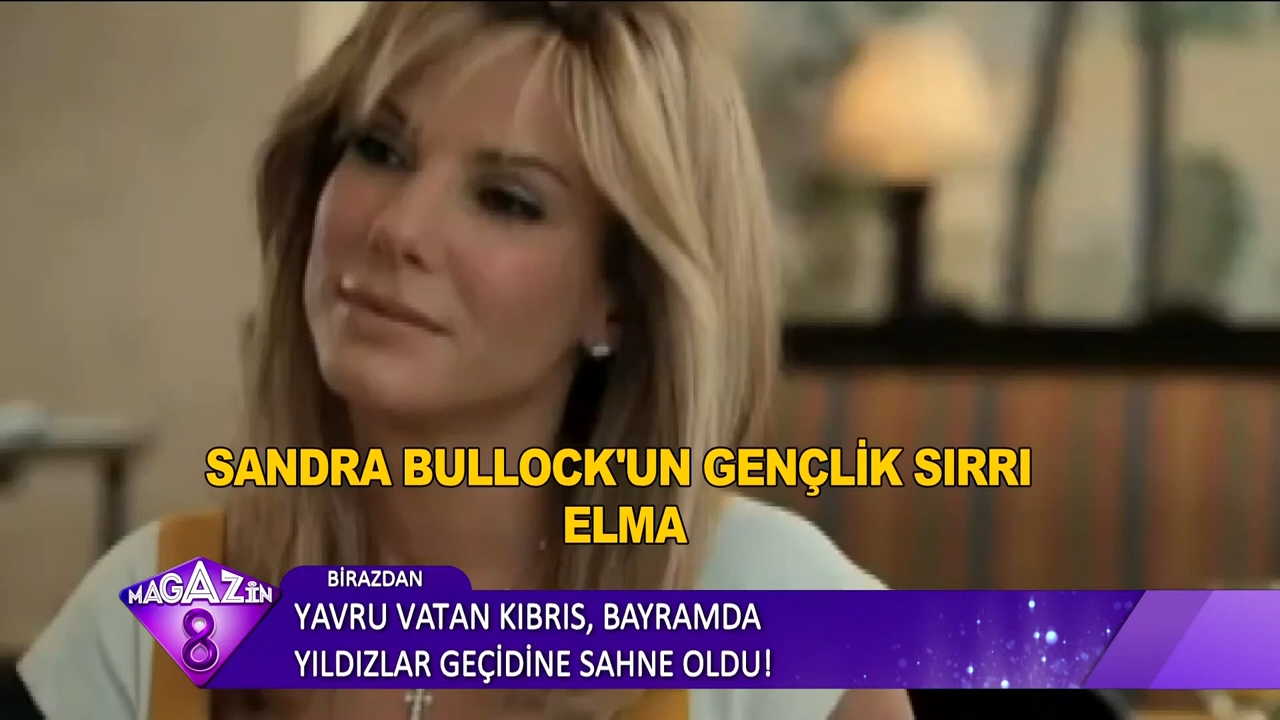 SANDRA BULLOCK'UN GENÇLİK SIRRI
ELMA
MAGAZİN
8
BİRAZDAN
YAVRU VATAN KIBRIS, BAYRAMDA
YILDIZLAR GEÇİDİNE SAHNE OLDU!